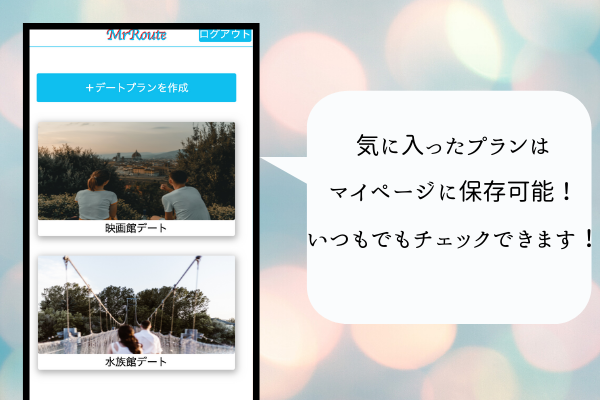 MrRoute
ログアウト
+デートプランを作成
映画館デート
水族館デート
気に入ったプランは
マイページに保存可能！
いつもでもチェックできます！